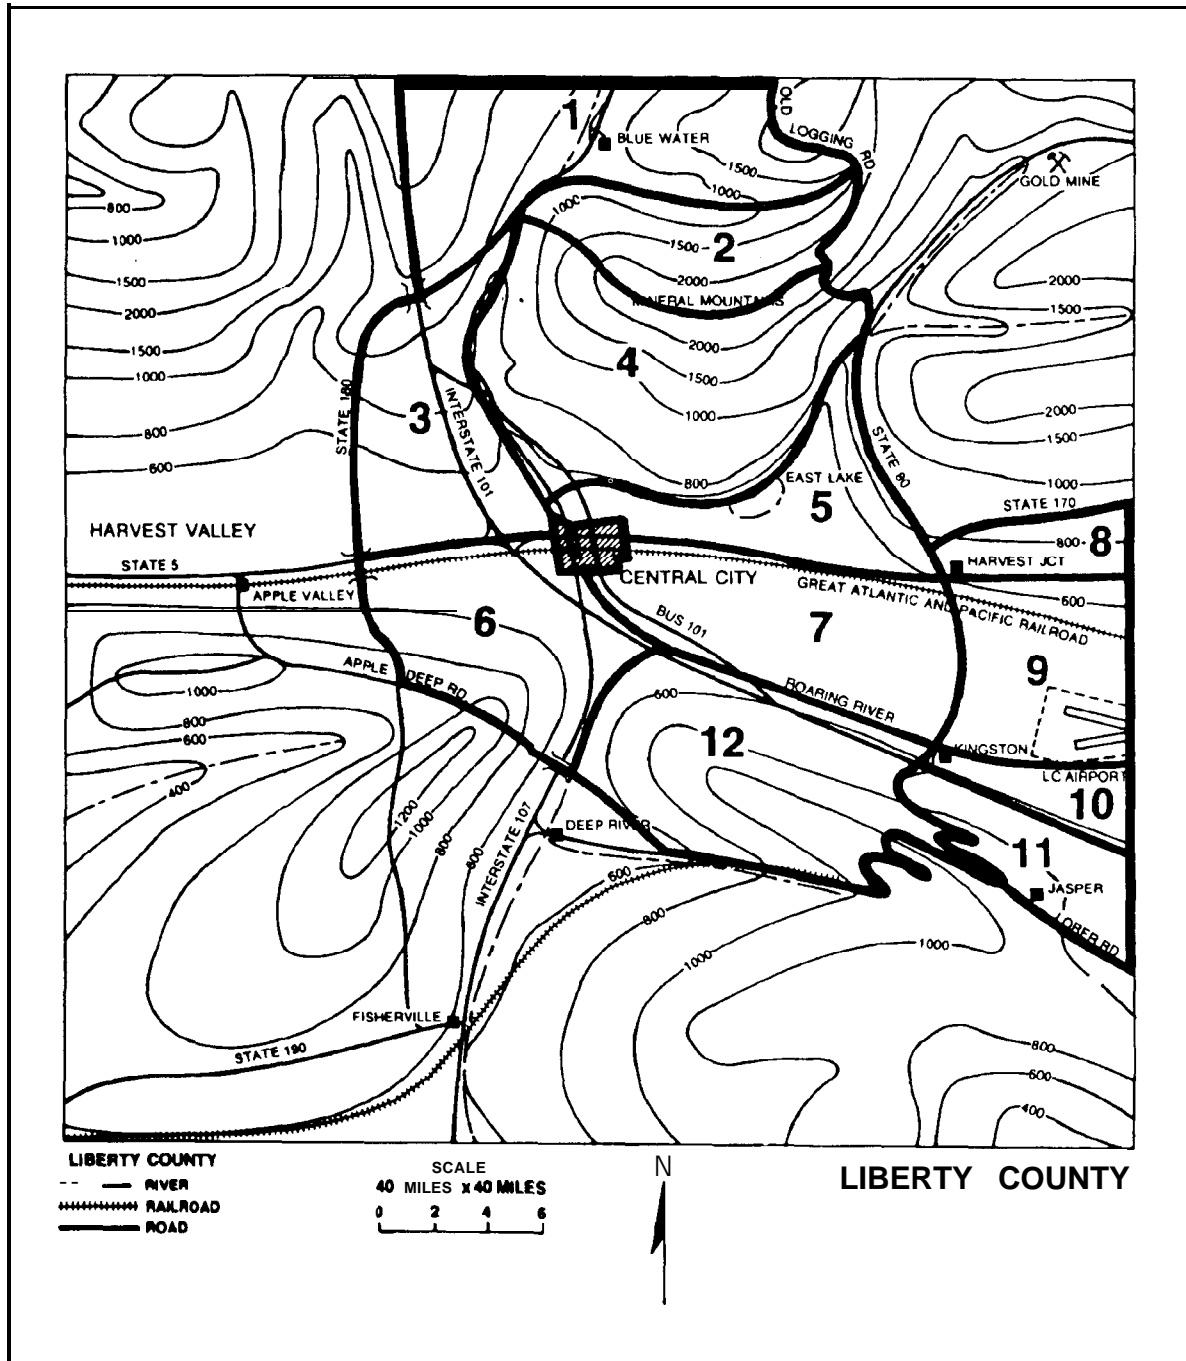 1
OLD
LOGGING RD
BLUE WATER
GOLD MINE
1500
1000
800
1000
1000
1500
2
1500
2000
2000
MINERAL MOUNTAINS
2000
1500
1500
1000
2000
4
1500
1000
2000
1500
1000
800
3
STATE 180
INTERSTATE 101
600
800
STATE 80
EAST LAKE
5
1000
STATE 170
HARVEST VALLEY
800
8
STATE 5
HARVEST JCT
CENTRAL CITY
GREAT ATLANTIC AND PACIFIC RAILROAD
600
APPLE VALLEY
6
BUS 101
7
APPLE DEEP RD
9
1000
600
ROARING RIVER
800
600
12
KINGSTON
LC AIRPORT
400
10
1200
1000
800
600
INTERSTATE 107
DEEP RIVER
11
600
JASPER
800
LOBER RD
1000
1000
FISHERVILLE
STATE 190
800
600
400
LIBERTY COUNTY
RIVER
RAILROAD
ROAD
SCALE
40 MILES x 40 MILES
0 2 4 6
N
LIBERTY COUNTY